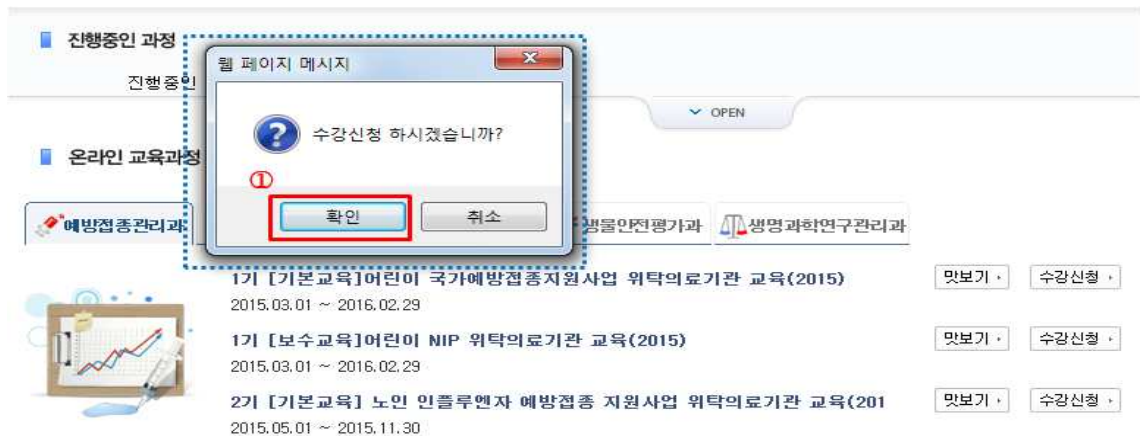 진행중인 과정
진행중인
웹 페이지 메시지
수강신청 하시겠습니까?
①
확인
취소
OPEN
온라인 교육과정
예방접종관리과
생물안전평가과
생명과학연구관리과
1기 [기본교육]어린이 국가예방접종지원사업 위탁의료기관 교육(2015)
맛보기
수강신청
2015.03.01 ~ 2016.02.29
1기 [보수교육]어린이 NIP 위탁의료기관 교육(2015)
맛보기
수강신청
2015.03.01 ~ 2016.02.29
2기 [기본교육] 노인 인플루엔자 예방접종 지원사업 위탁의료기관 교육(201
맛보기
수강신청
2015.05.01 ~ 2015.11.30